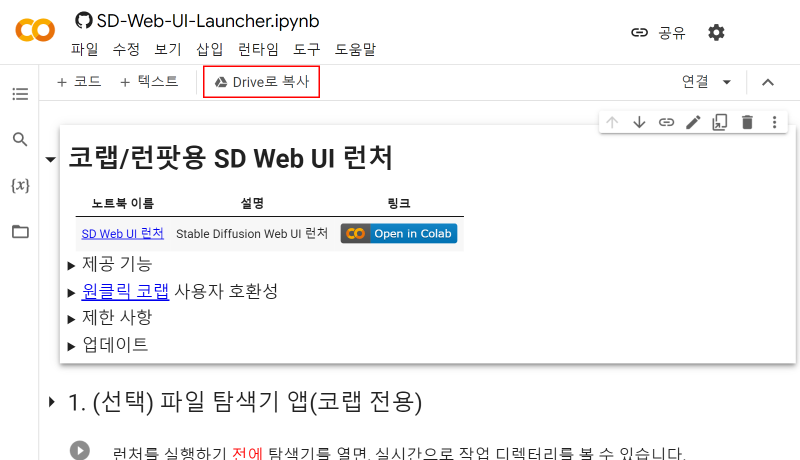 SD-Web-UI-Launcher.ipynb
파일 수정 보기 삽입 런타임 도구 도움말
공유
+ 코드 + 텍스트 Drive로 복사 연결
{x}
코랩/런팟용 SD Web UI 런처
노트북 이름 설명 링크
SD Web UI 런처 Stable Diffusion Web UI 런처 Open in Colab
제공 기능
원클릭 코랩 사용자 호환성
제한 사항
업데이트
1. (선택) 파일 탐색기 앱(코랩 전용)
런처를 실행하기 전에 탐색기를 열면, 실시간으로 작업 디렉터리를 볼 수 있습니다.